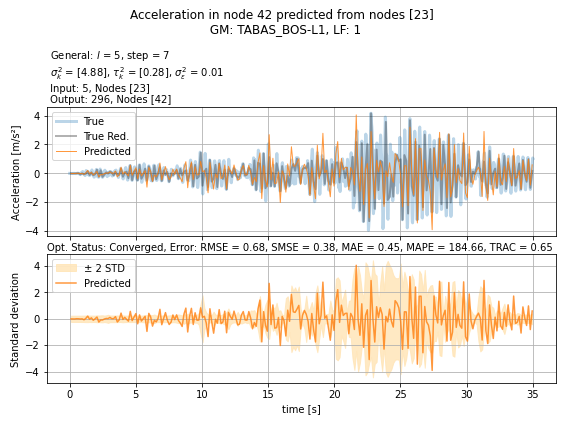 Acceleration in node 42 predicted from nodes [23]
GM: TABAS_BOS-L1, LF: 1
General: l = 5, step = 7
σ²ₖ = [4.88], τ²ₖ = [0.28], σ²ε = 0.01
Input: 5, Nodes [23]
Output: 296, Nodes [42]
Acceleration [m/s²]
4
2
0
−2
−4
True
True Red.
Predicted
Opt. Status: Converged, Error: RMSE = 0.68, SMSE = 0.38, MAE = 0.45, MAPE = 184.66, TRAC = 0.65
Standard deviation
4
2
0
−2
−4
± 2 STD
Predicted
0 5 10 15 20 25 30 35
time [s]